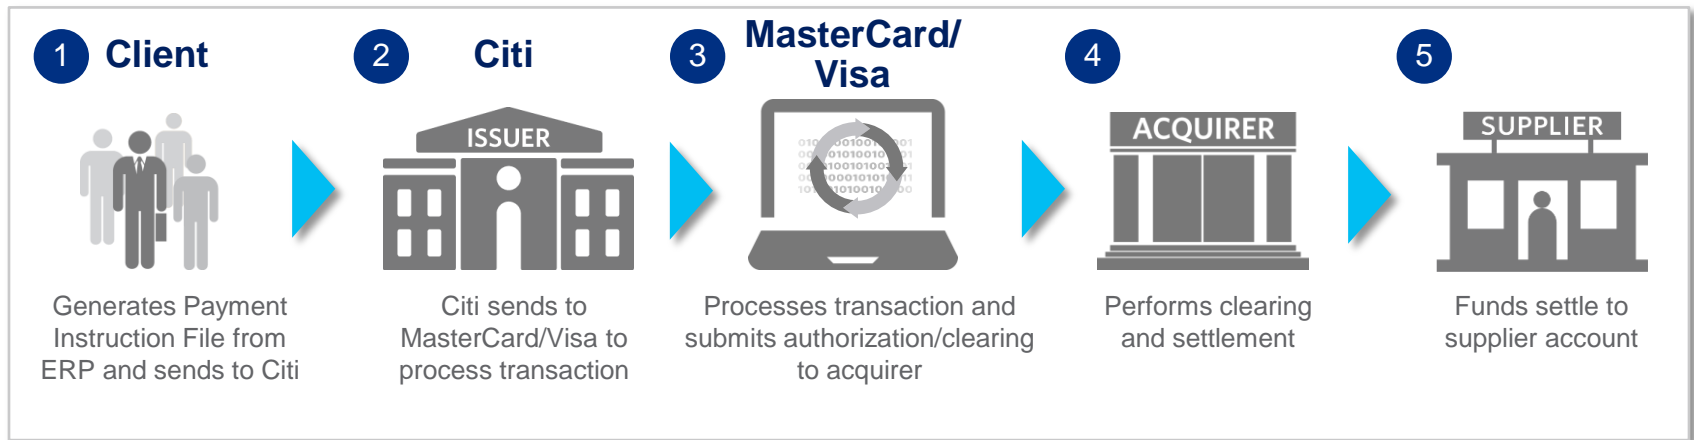 1 Client
2 Citi
3 MasterCard/
Visa
4
5
ISSUER
ACQUIRER
SUPPLIER
Generates Payment
Instruction File from
ERP and sends to Citi
Citi sends to
MasterCard/Visa to
process transaction
Processes transaction and
submits authorization/clearing
to acquirer
Performs clearing
and settlement
Funds settle to
supplier account